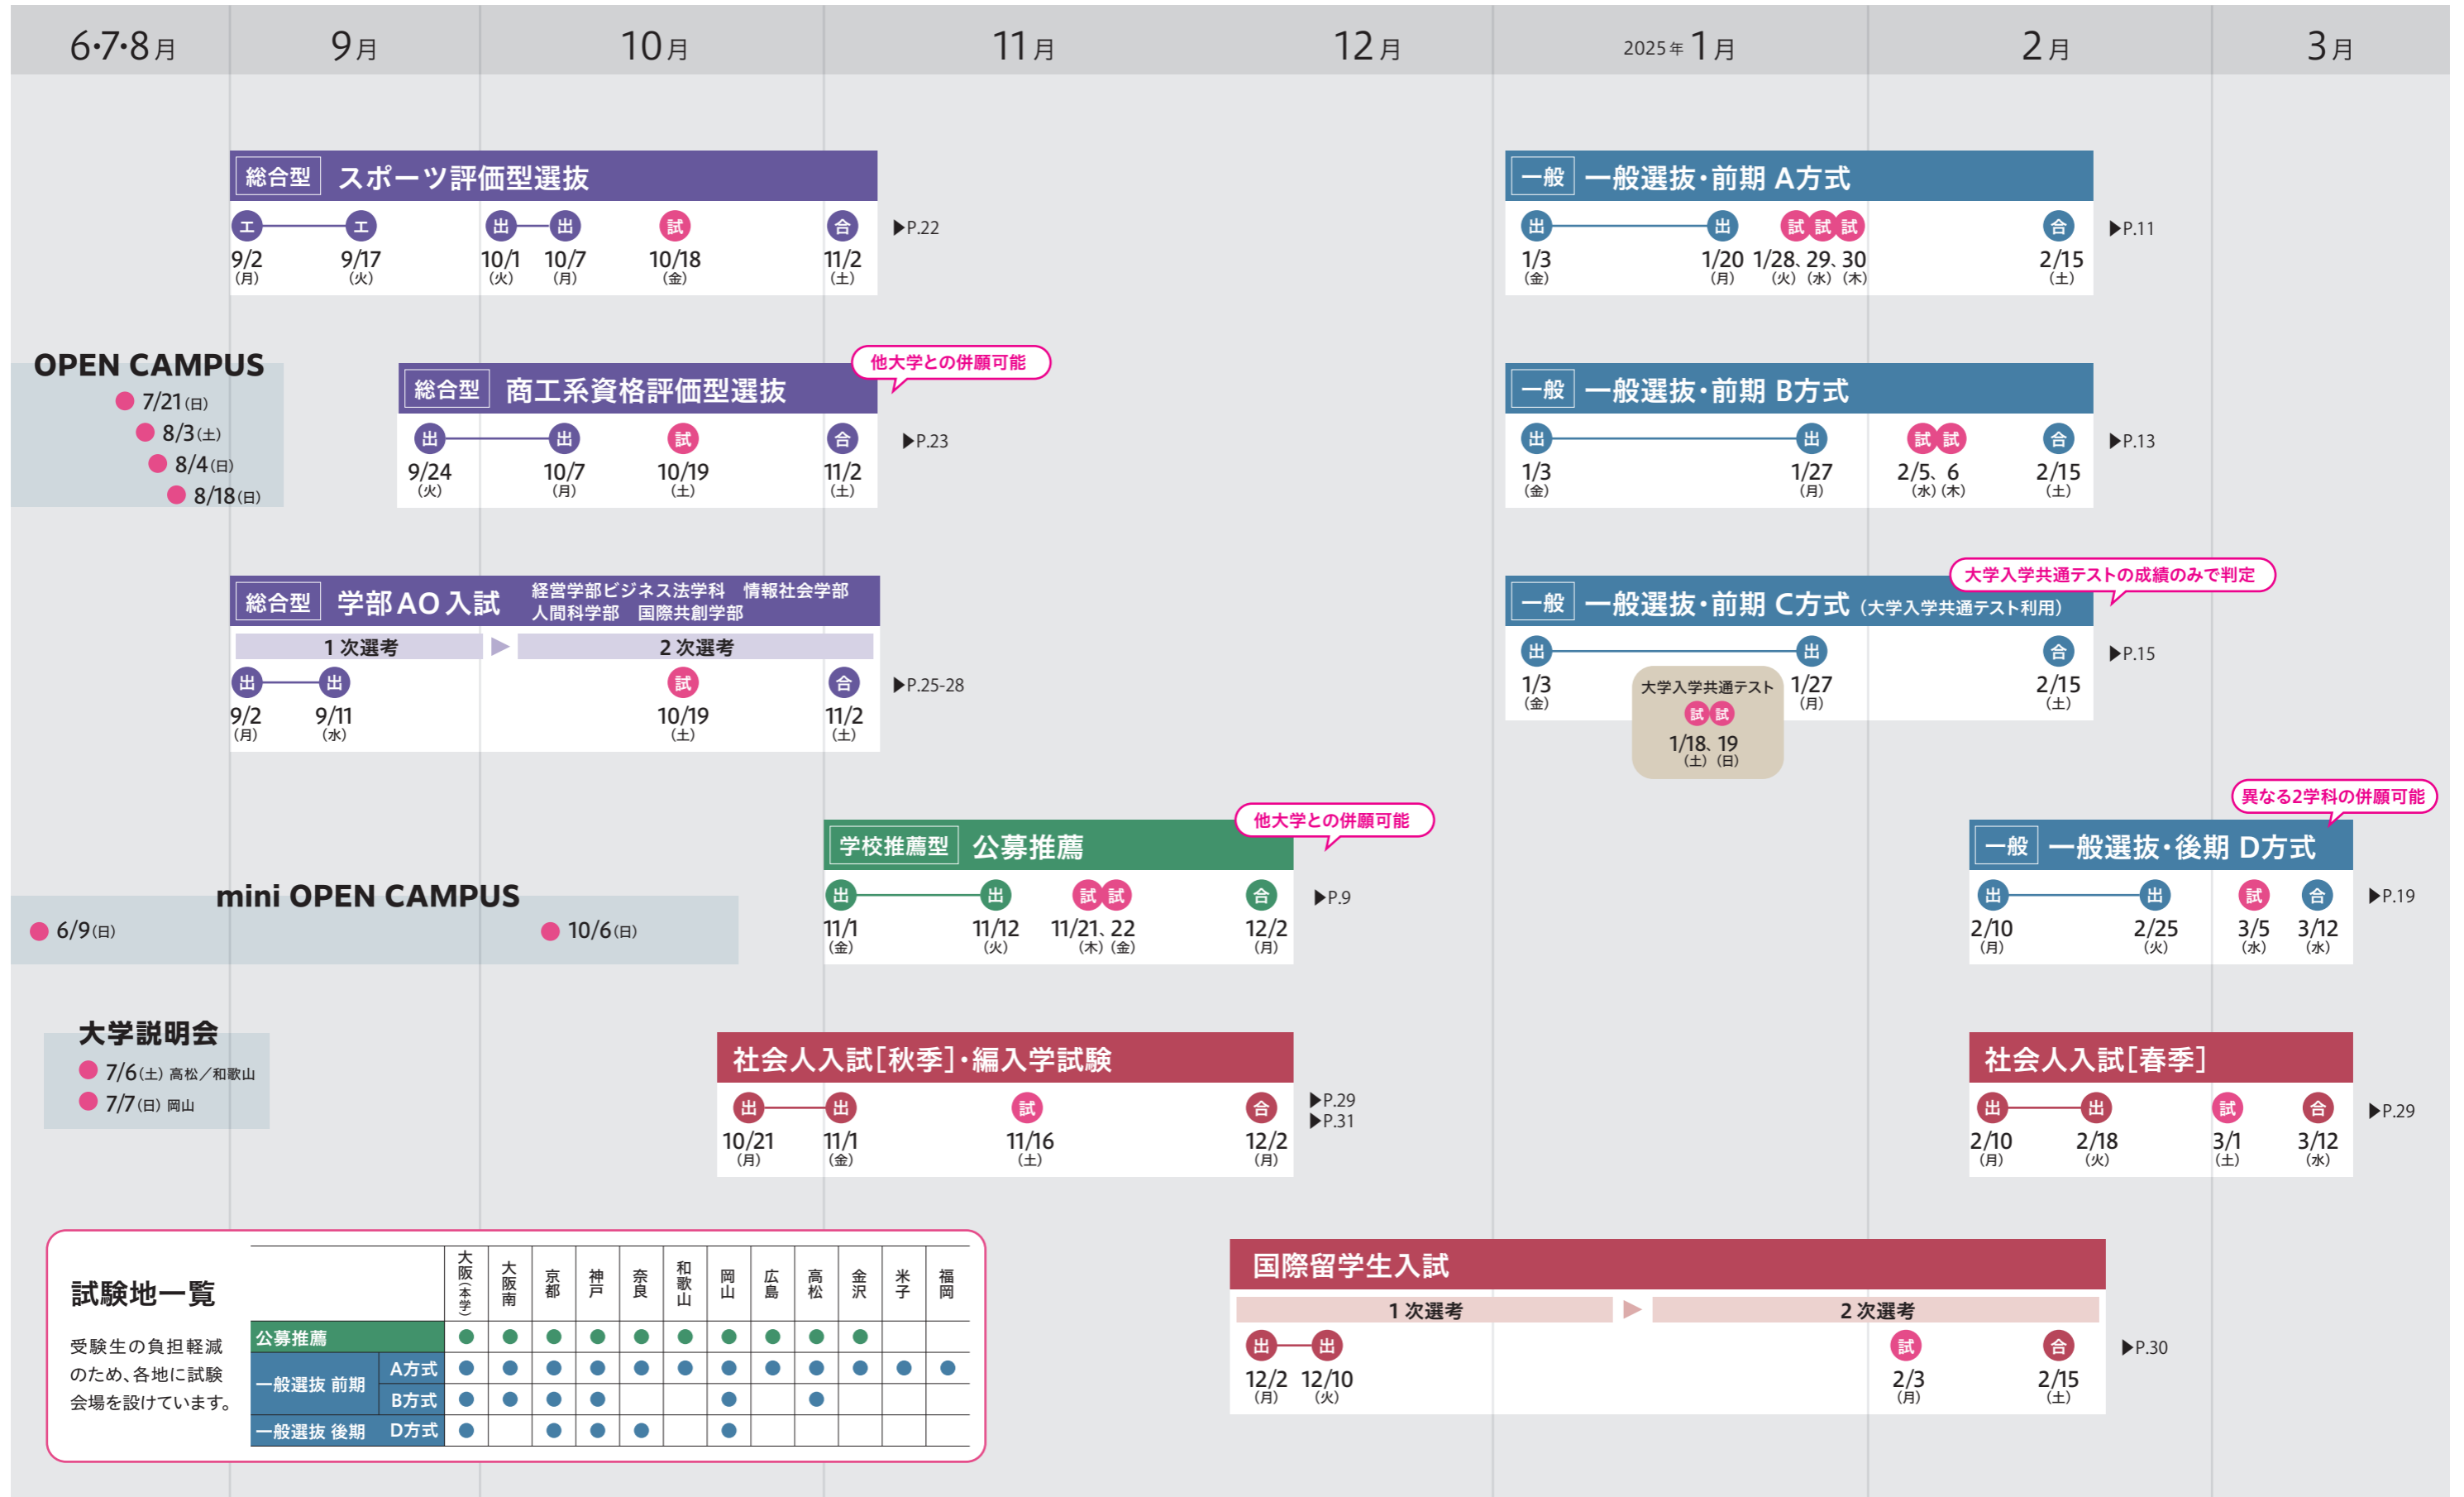 6・7・8月 9月 10月 11月 12月 2025年 1月 2月 3月
総合型 スポーツ評価型選抜
エ エ 出 出 試 合
9/2 9/17 10/1 10/7 10/18 11/2
(月) (火) (火) (月) (金) (土)
▶P.22
OPEN CAMPUS
7/21(日)
8/3(土)
8/4(日)
8/18(日)
他大学との併願可能
総合型 商工系資格評価型選抜
出 出 試 合
9/24 10/7 10/19 11/2
(火) (月) (土) (土)
▶P.23
総合型 学部AO入試 経営学部ビジネス法学科 情報社会学部
人間科学部 国際共創学部
1次選考 ▶ 2次選考
出 出 試 合
9/2 9/11 10/19 11/2
(月) (水) (土) (土)
▶P.25-28
mini OPEN CAMPUS
6/9(日) 10/6(日)
他大学との併願可能
学校推薦型 公募推薦
出 出 試 試 合
11/1 11/12 11/21、22 12/2
(金) (火) (木) (金) (月)
▶P.9
大学説明会
7/6(土) 高松／和歌山
7/7(日) 岡山
社会人入試[秋季]・編入学試験
出 出 試 合
10/21 11/1 11/16 12/2
(月) (金) (土) (月)
▶P.29
▶P.31
一般 一般選抜・前期 A方式
出 出 試 試 試 合
1/3 1/20 1/28、29、30 2/15
(金) (月) (火) (水) (木) (土)
▶P.11
一般 一般選抜・前期 B方式
出 出 試 試 合
1/3 1/27 2/5、6 2/15
(金) (月) (水) (木) (土)
▶P.13
大学入学共通テストの成績のみで判定
一般 一般選抜・前期 C方式（大学入学共通テスト利用）
出 出 合
1/3 1/27 2/15
(金) (月) (土)
大学入学共通テスト
試 試
1/18、19
(土) (日)
▶P.15
異なる2学科の併願可能
一般 一般選抜・後期 D方式
出 出 試 合
2/10 2/25 3/5 3/12
(月) (火) (水) (水)
▶P.19
社会人入試[春季]
出 出 試 合
2/10 2/18 3/1 3/12
(月) (火) (土) (水)
▶P.29
国際留学生入試
1次選考 ▶ 2次選考
出 出 試 合
12/2 12/10 2/3 2/15
(月) (火) (月) (土)
▶P.30
試験地一覧
受験生の負担軽減
のため、各地に試験
会場を設けています。
大阪(本学) 大阪南 京都 神戸 奈良 和歌山 岡山 広島 高松 金沢 米子 福岡
公募推薦 ● ● ● ● ● ● ● ● ● ●
一般選抜 前期 A方式 ● ● ● ● ● ● ● ● ● ● ● ●
B方式 ● ● ● ● ● ●
一般選抜 後期 D方式 ● ● ● ● ●